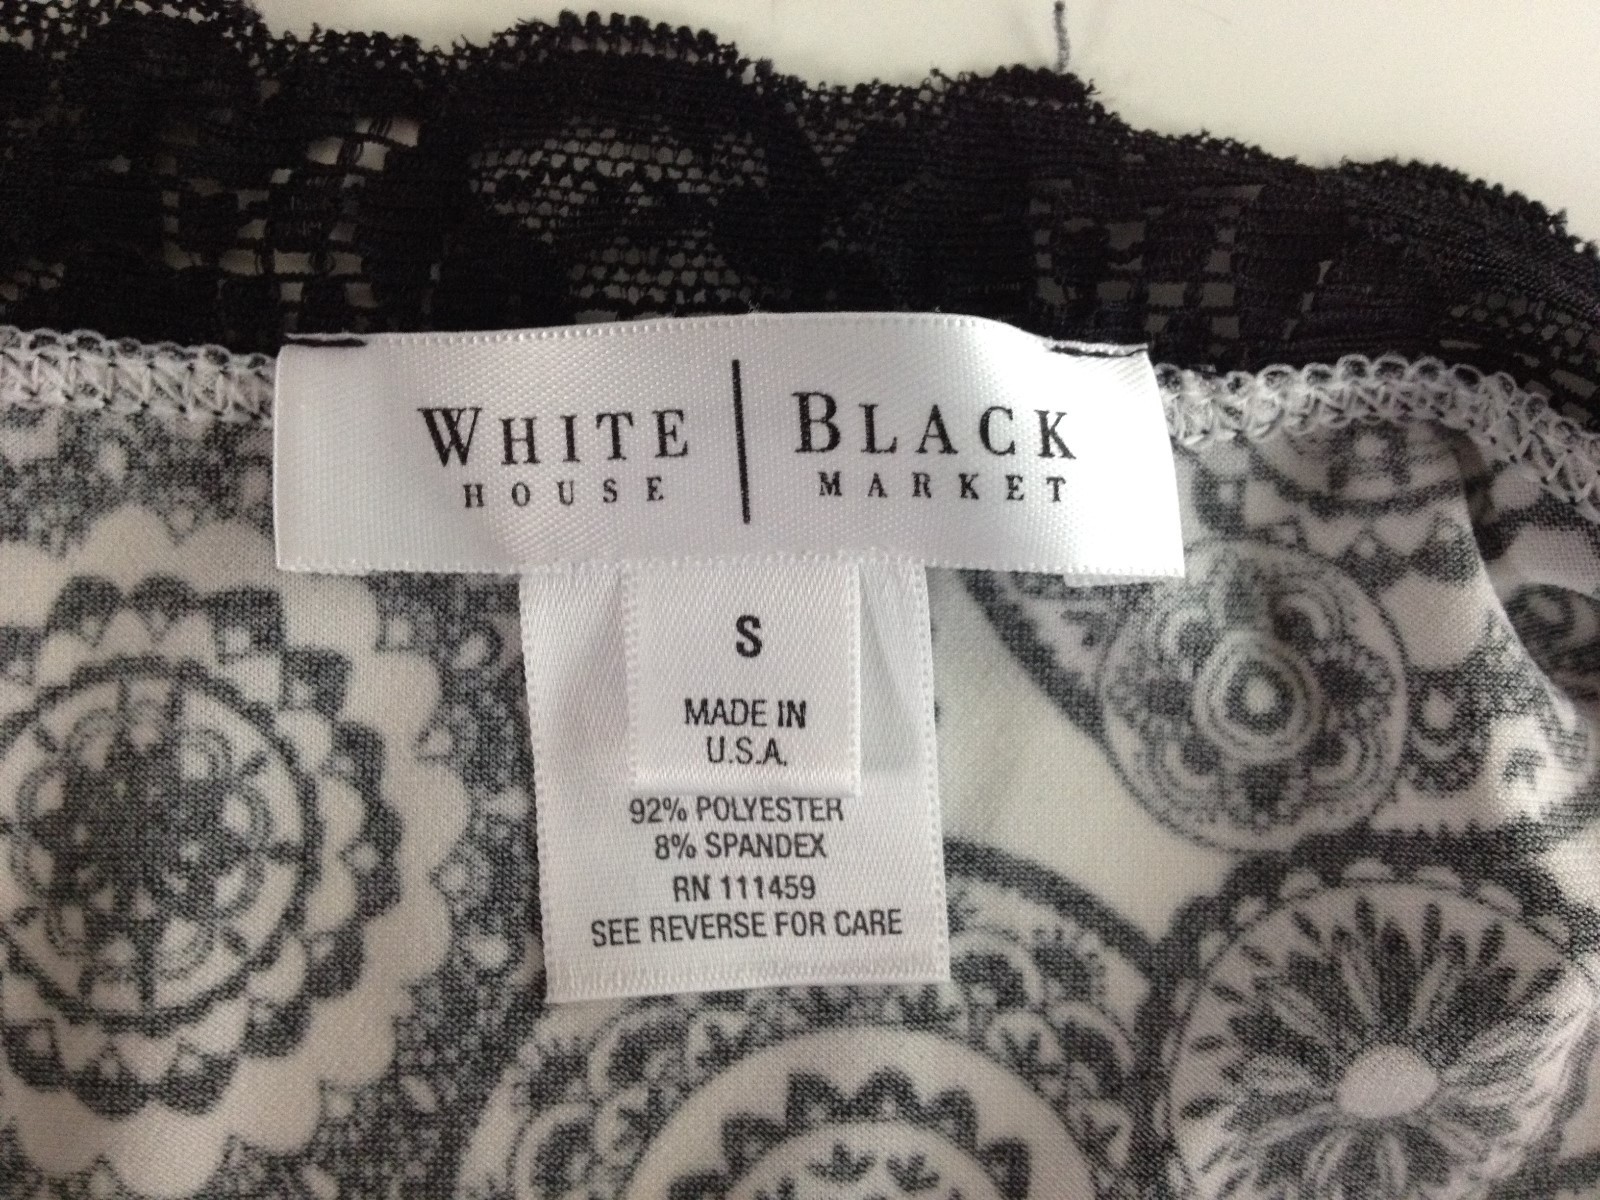 WHITE | BLACK
HOUSE MARKET
S
MADE IN
U.S.A.
92% POLYESTER
8% SPANDEX
RN 111459
SEE REVERSE FOR CARE